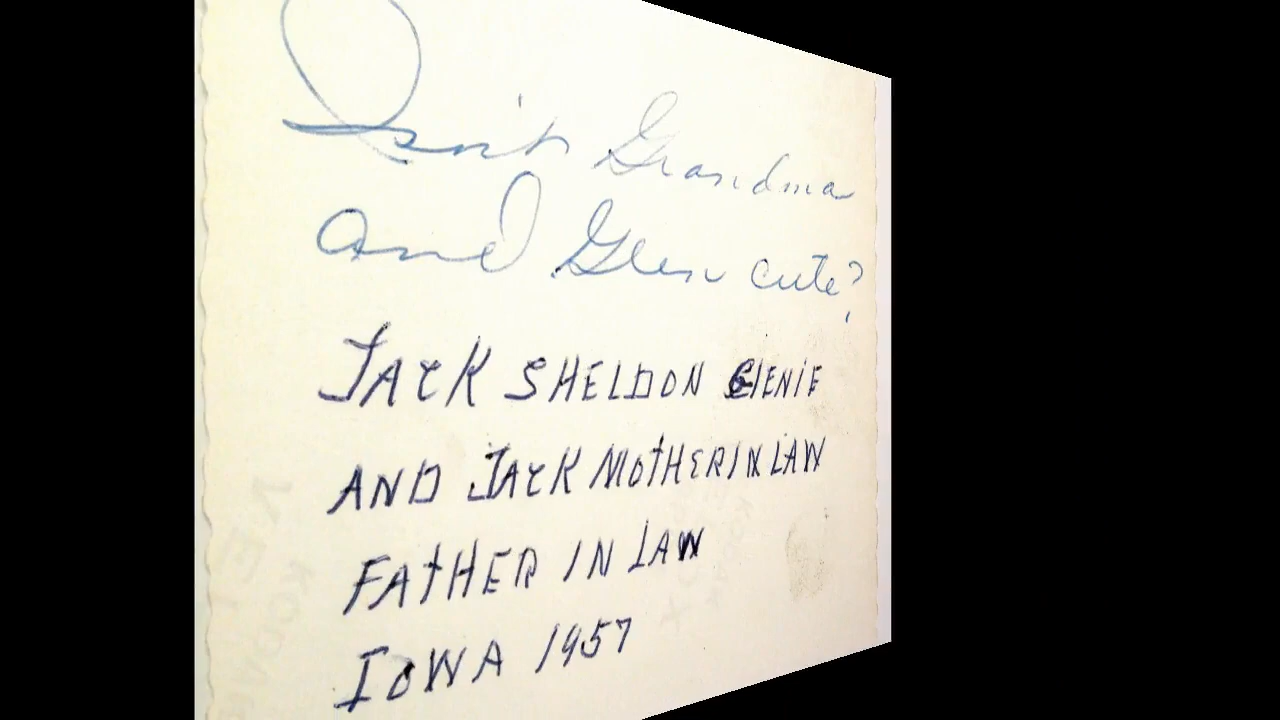 Isn't Grandma
and Glen cute?
JACK SHELDON GENIE
AND JACK MOTHER IN LAW
FATHER IN LAW
IOWA 1957